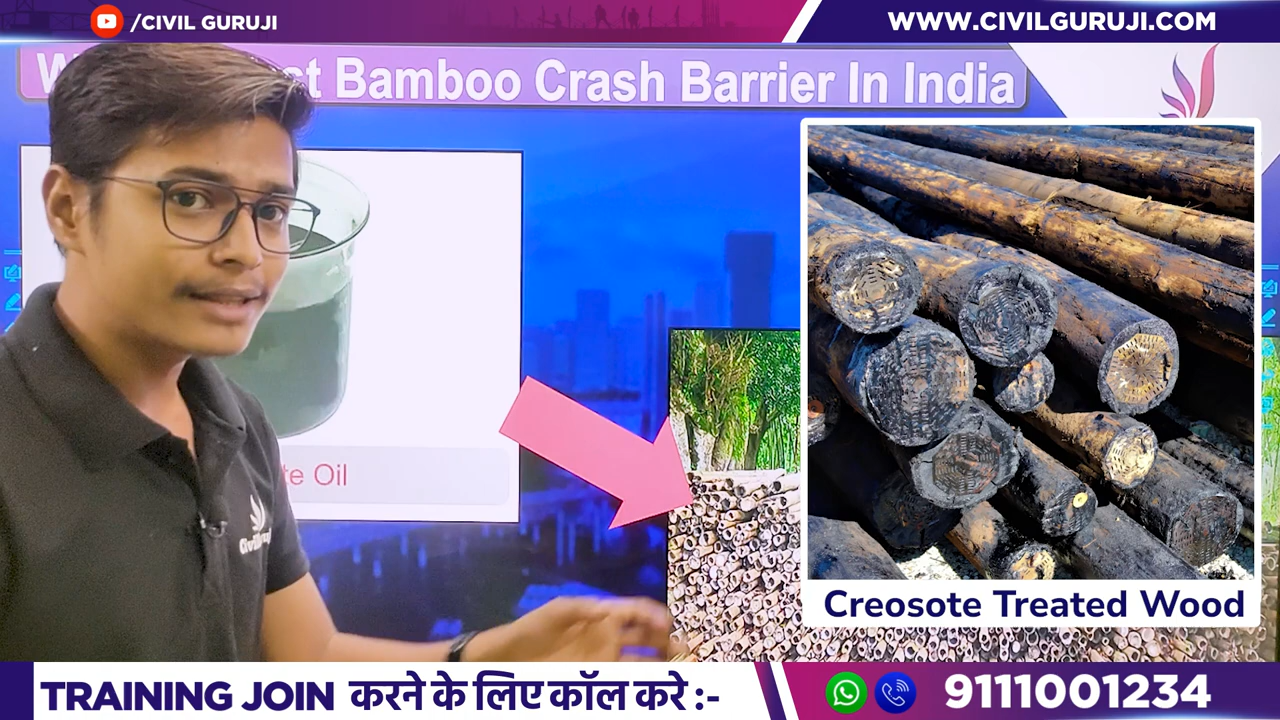 /CIVIL GURUJI
WWW.CIVILGURUJI.COM
Bamboo Crash Barrier In India
Oil
Creosote Treated Wood
TRAINING JOIN करने के लिए कॉल करे :-
9111001234